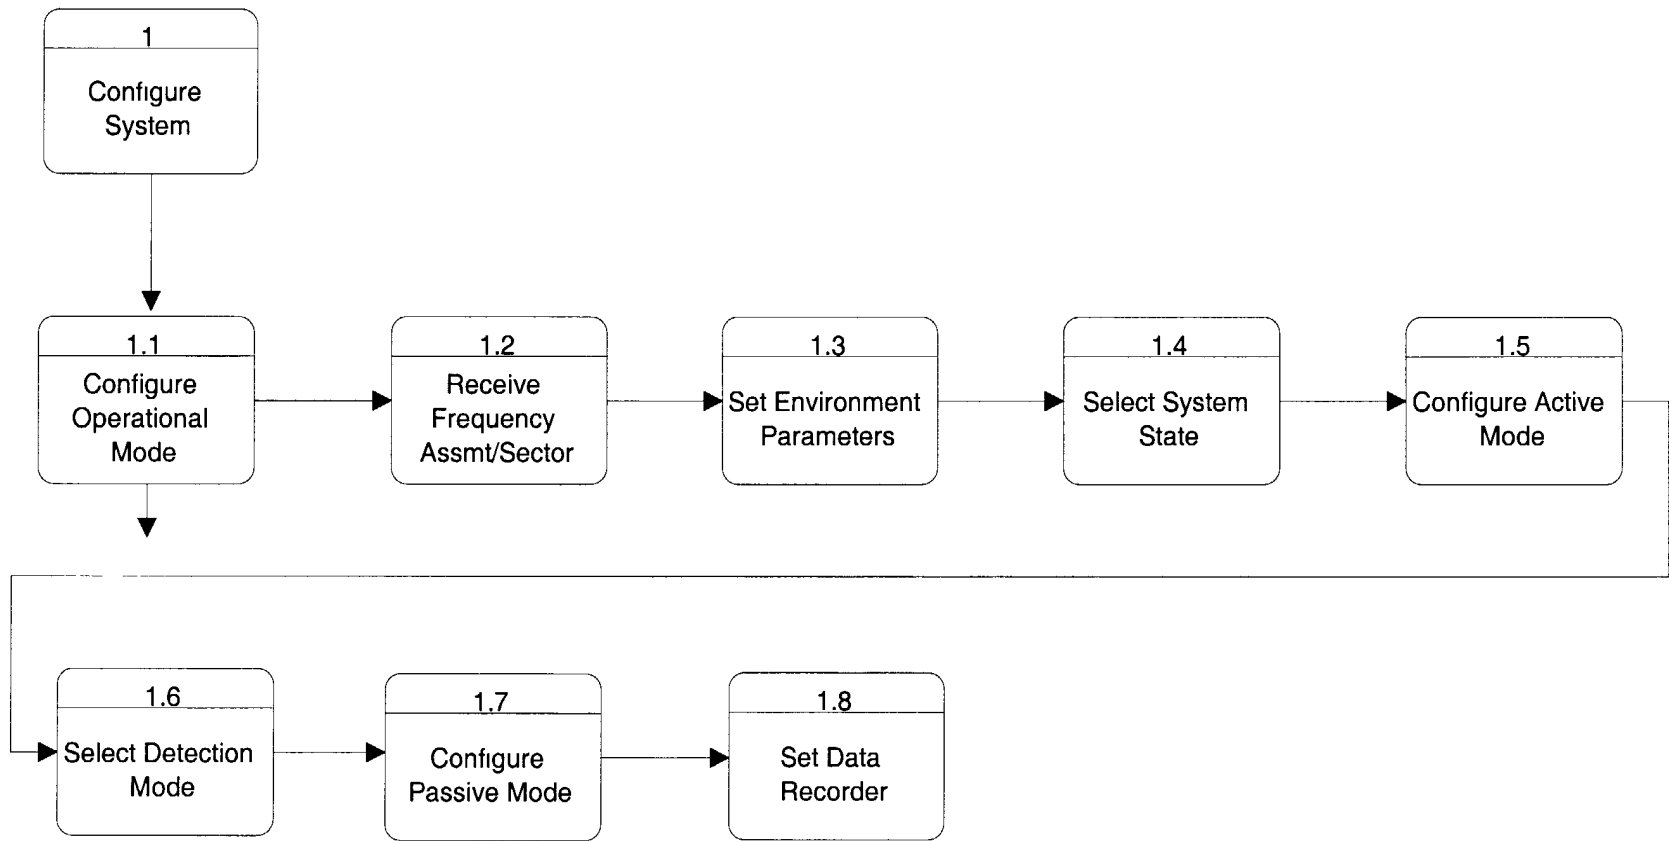 1
Configure
System
1.1
Configure
Operational
Mode
1.2
Receive
Frequency
Assmt/Sector
1.3
Set Environment
Parameters
1.4
Select System
State
1.5
Configure Active
Mode
1.6
Select Detection
Mode
1.7
Configure
Passive Mode
1.8
Set Data
Recorder